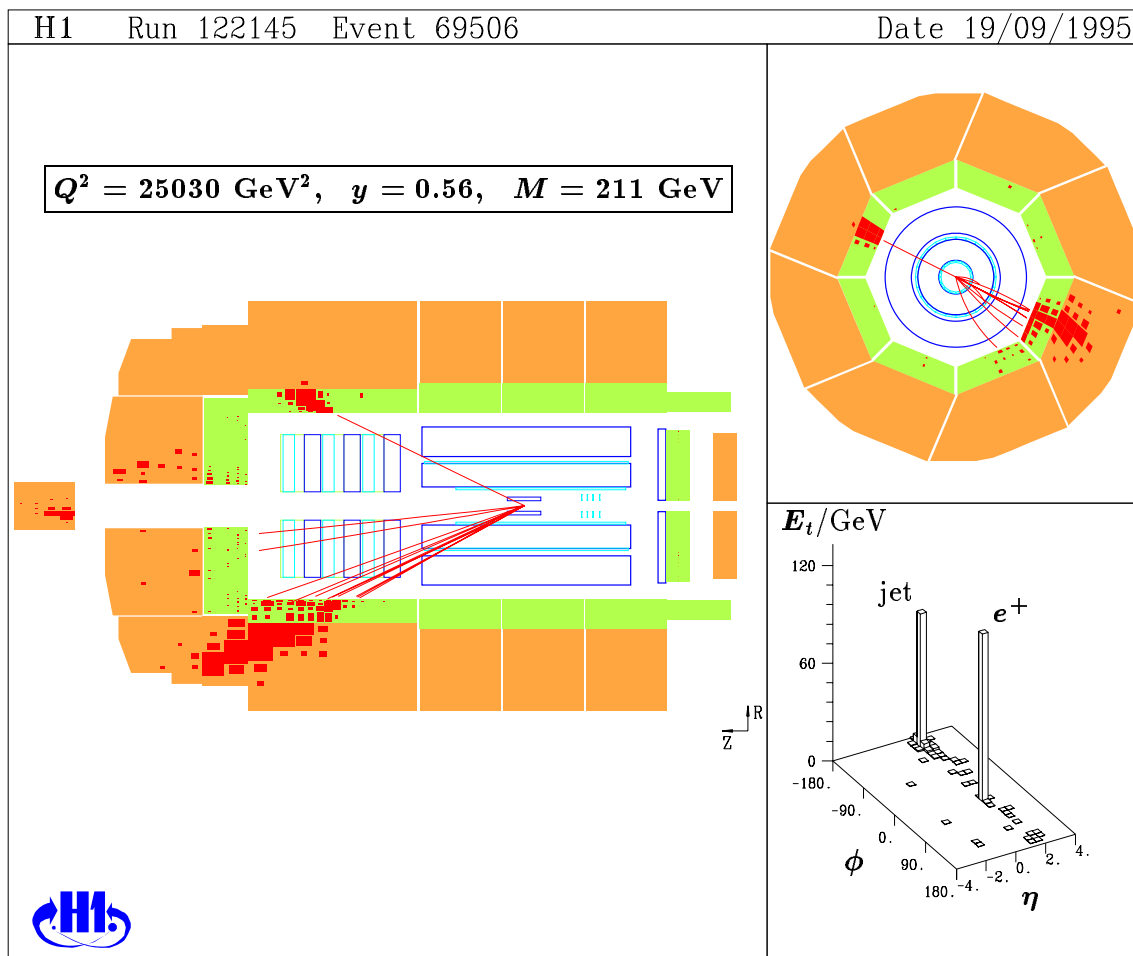 H1 Run 122145 Event 69506 Date 19/09/1995
Q² = 25030 GeV², y = 0.56, M = 211 GeV
R
Z
E_t/GeV
120
jet
e⁺
60
0
-180.
-90.
0.
90.
180.
-4.
-2.
0.
2.
4.
ϕ
η
H1